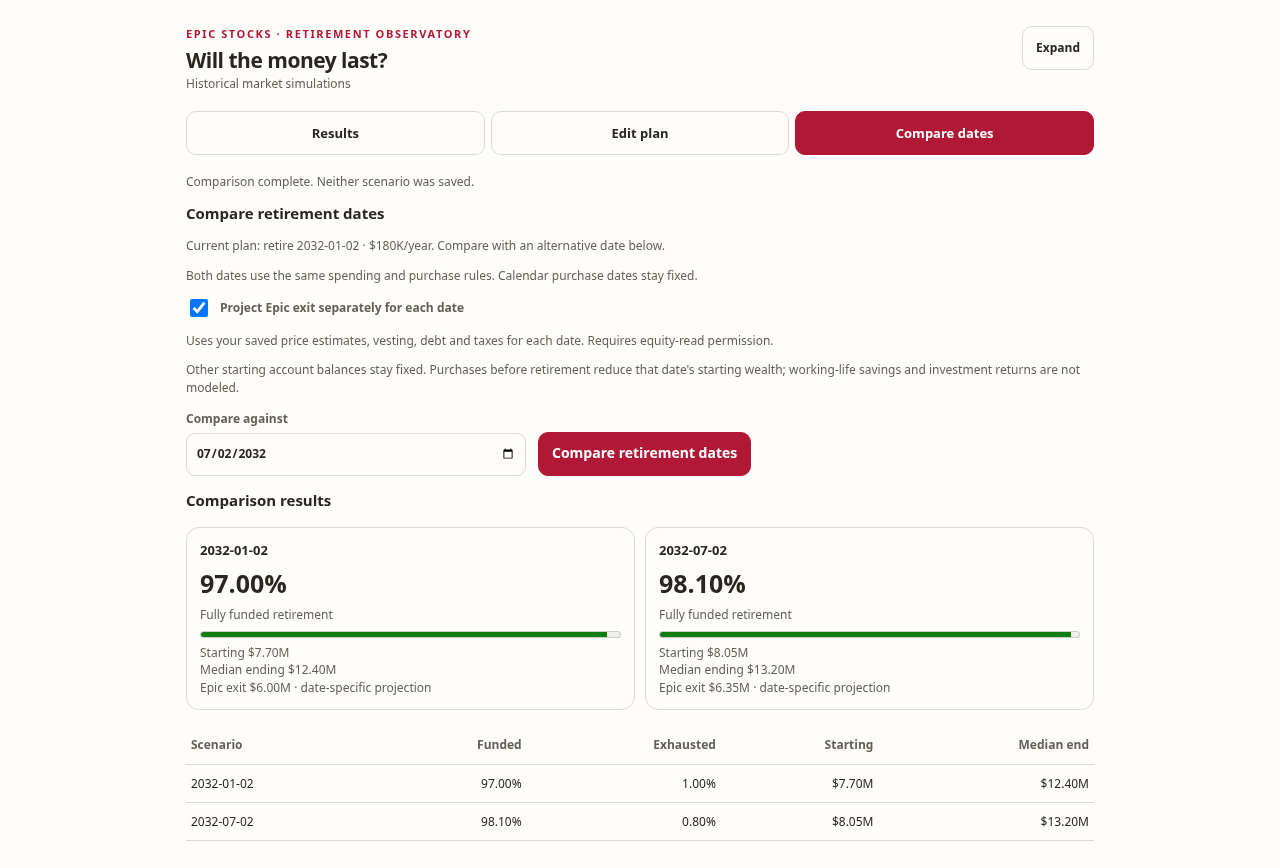 EPIC STOCKS · RETIREMENT OBSERVATORY
Will the money last?
Historical market simulations
Expand
Results
Edit plan
Compare dates
Comparison complete. Neither scenario was saved.
Compare retirement dates
Current plan: retire 2032-01-02 · $180K/year. Compare with an alternative date below.
Both dates use the same spending and purchase rules. Calendar purchase dates stay fixed.
Project Epic exit separately for each date
Uses your saved price estimates, vesting, debt and taxes for each date. Requires equity-read permission.
Other starting account balances stay fixed. Purchases before retirement reduce that date's starting wealth; working-life savings and investment returns are not
modeled.
Compare against
07/02/2032
Compare retirement dates
Comparison results
2032-01-02
97.00%
Fully funded retirement
Starting $7.70M
Median ending $12.40M
Epic exit $6.00M · date-specific projection
2032-07-02
98.10%
Fully funded retirement
Starting $8.05M
Median ending $13.20M
Epic exit $6.35M · date-specific projection
Scenario Funded Exhausted Starting Median end
2032-01-02 97.00% 1.00% $7.70M $12.40M
2032-07-02 98.10% 0.80% $8.05M $13.20M